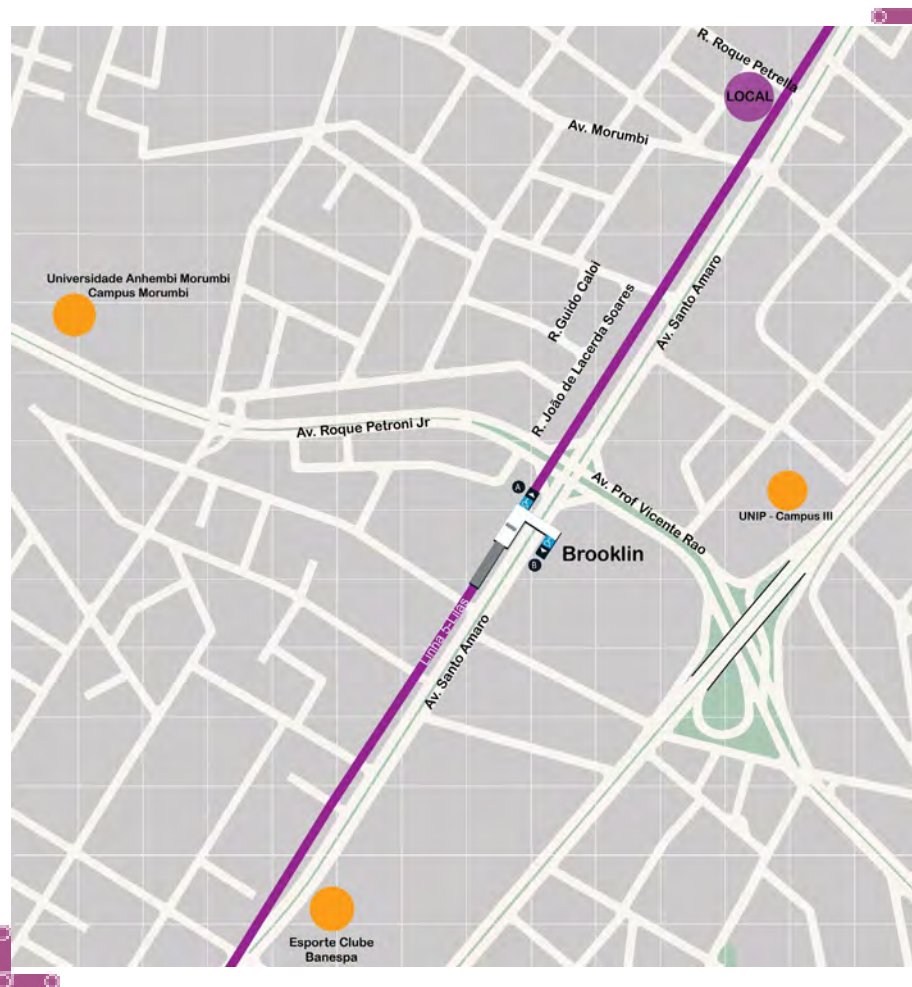 R. Roque Petrella
LOCAL
Av. Morumbi
Universidade Anhembi Morumbi
Campus Morumbi
R. Guido Caloi
R. João de Lacerda Soares
Av. Santo Amaro
Av. Roque Petroni Jr
A
Av. Prof Vicente Rao
UNIP - Campus III
Brooklin
B
Linha 5-Lilás
Av. Santo Amaro
Esporte Clube
Banespa